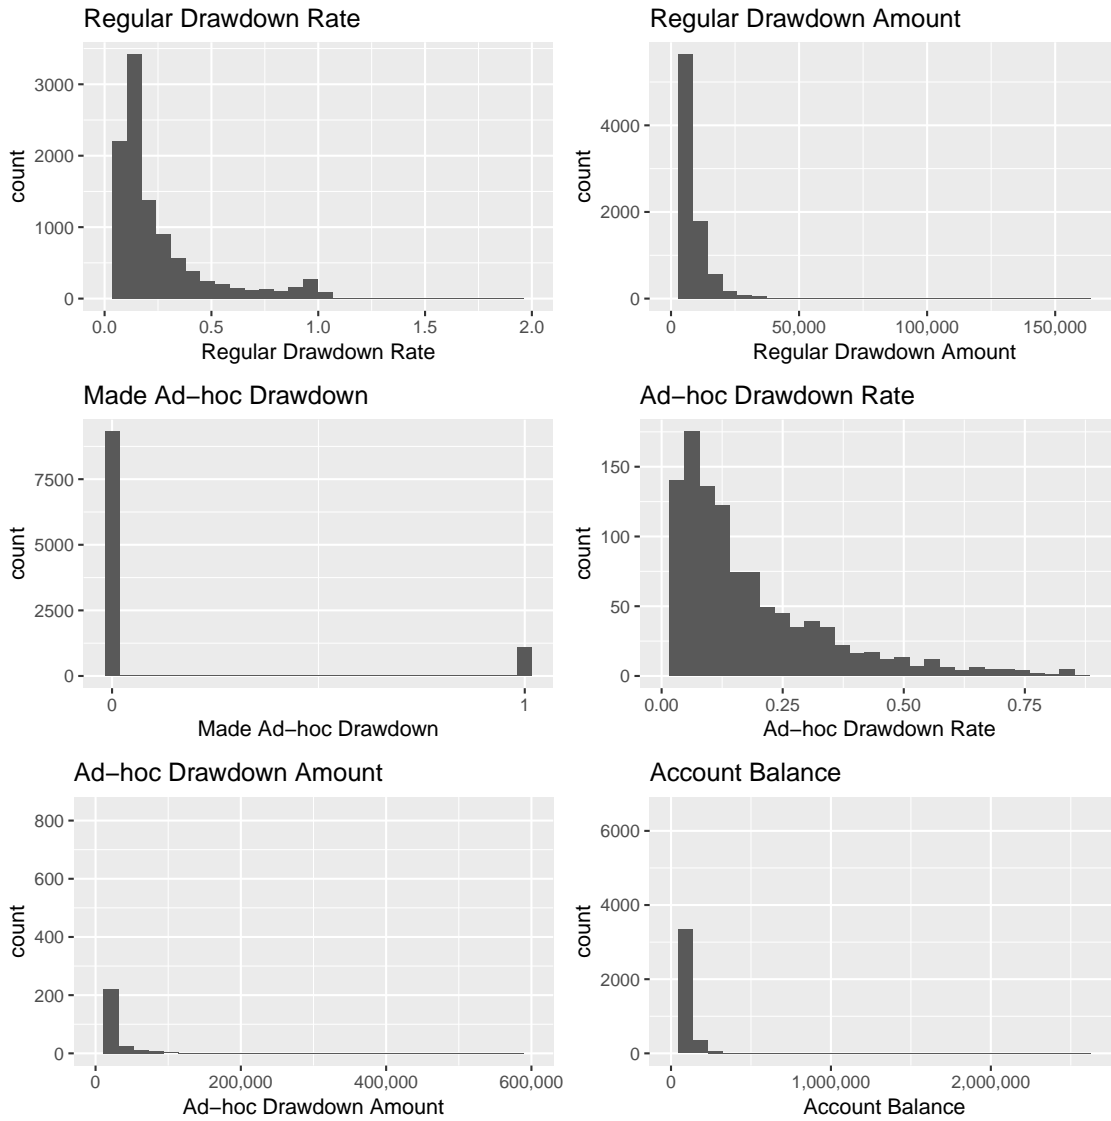 Regular Drawdown Rate
count
3000
2000
1000
0
0.0 0.5 1.0 1.5 2.0
Regular Drawdown Rate
Regular Drawdown Amount
count
4000
2000
0
0 50,000 100,000 150,000
Regular Drawdown Amount
Made Ad−hoc Drawdown
count
7500
5000
2500
0
0 1
Made Ad−hoc Drawdown
Ad−hoc Drawdown Rate
count
150
100
50
0
0.00 0.25 0.50 0.75
Ad−hoc Drawdown Rate
Ad−hoc Drawdown Amount
count
800
600
400
200
0
0 200,000 400,000 600,000
Ad−hoc Drawdown Amount
Account Balance
count
6000
4000
2000
0
0 1,000,000 2,000,000
Account Balance